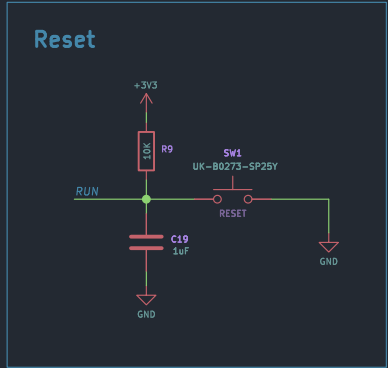 Reset
+3V3
10K
R9
SW1
UK-B0273-SP25Y
RUN
RESET
C19
1uF
GND
GND